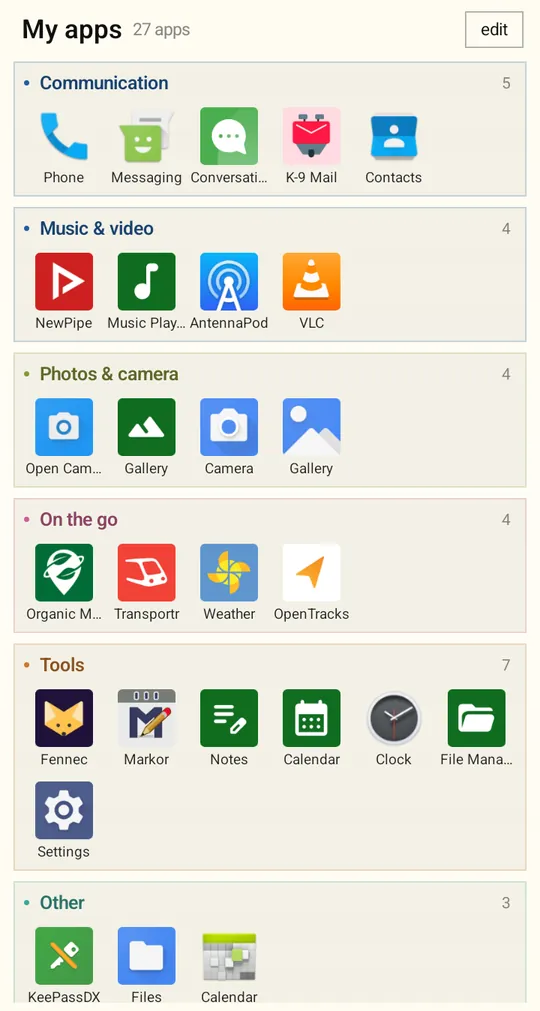 My apps 27 apps edit
Communication 5
Phone Messaging Conversati... K-9 Mail Contacts
Music & video 4
NewPipe Music Play... AntennaPod VLC
Photos & camera 4
Open Cam... Gallery Camera Gallery
On the go 4
Organic M... Transportr Weather OpenTracks
Tools 7
Fennec Markor Notes Calendar Clock File Mana...
Settings
Other 3
KeePassDX Files Calendar